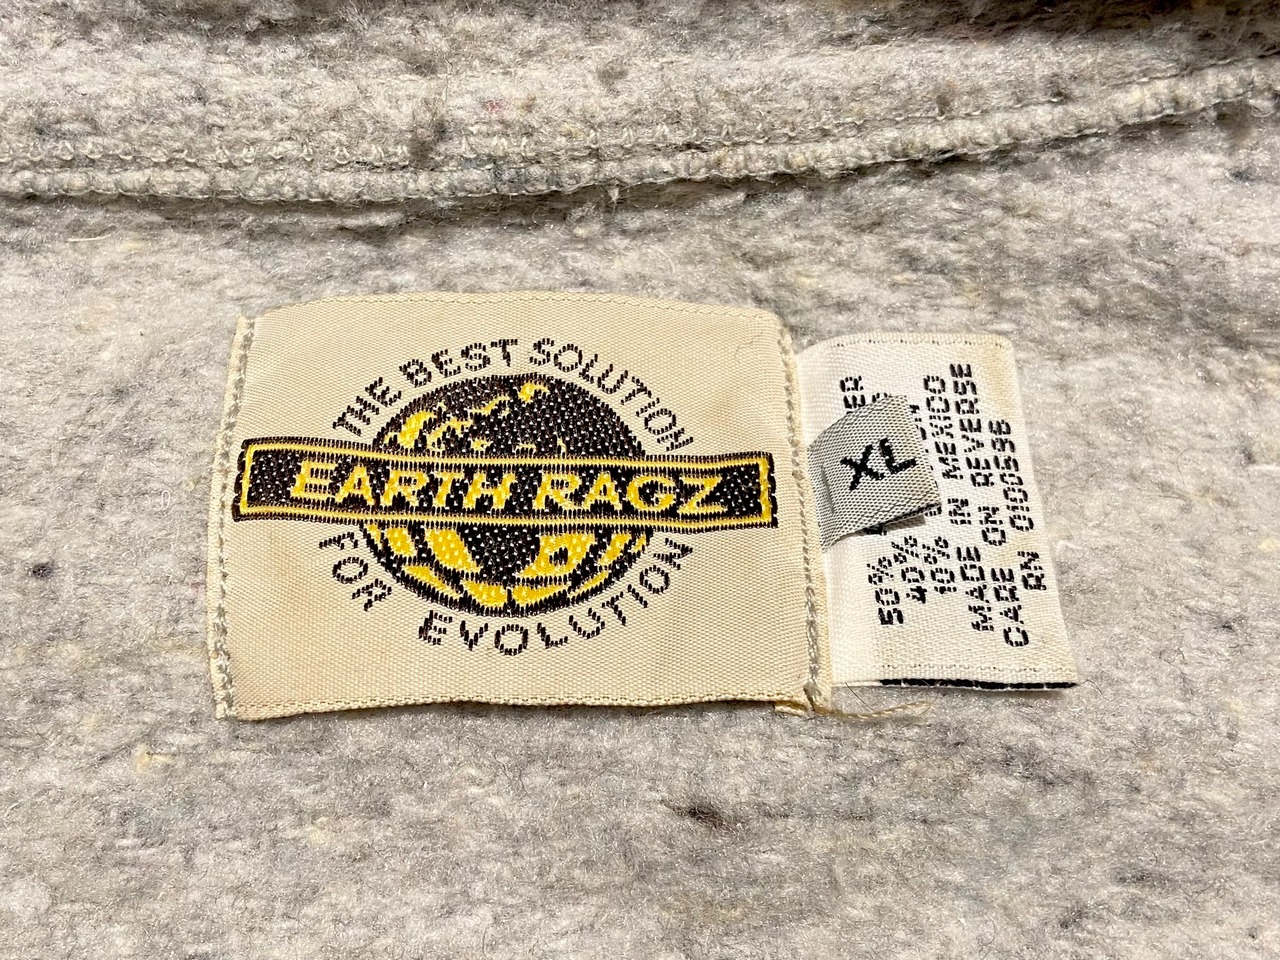 THE BEST SOLUTION
EARTH RAGZ
FOR EVOLUTION
XL
50%
40%
10%
MADE IN MEXICO
CARE ON REVERSE
RN